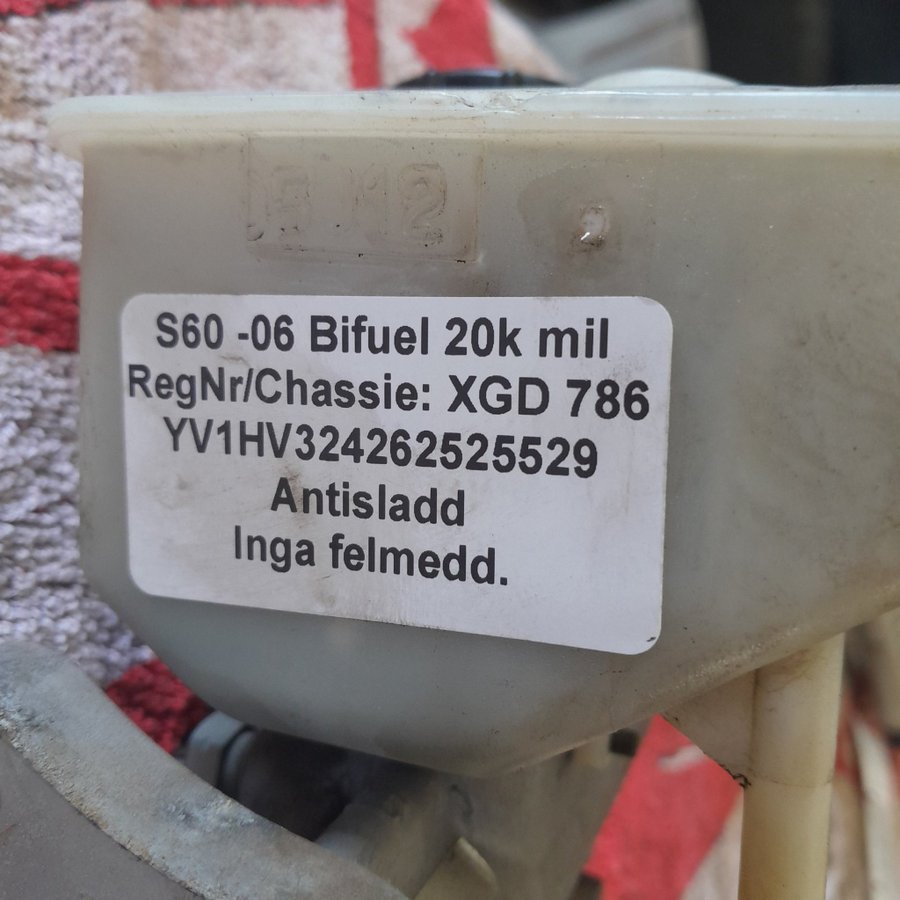 S60 -06 Bifuel 20k mil
RegNr/Chassie: XGD 786
YV1HV324262525529
Antisladd
Inga felmedd.